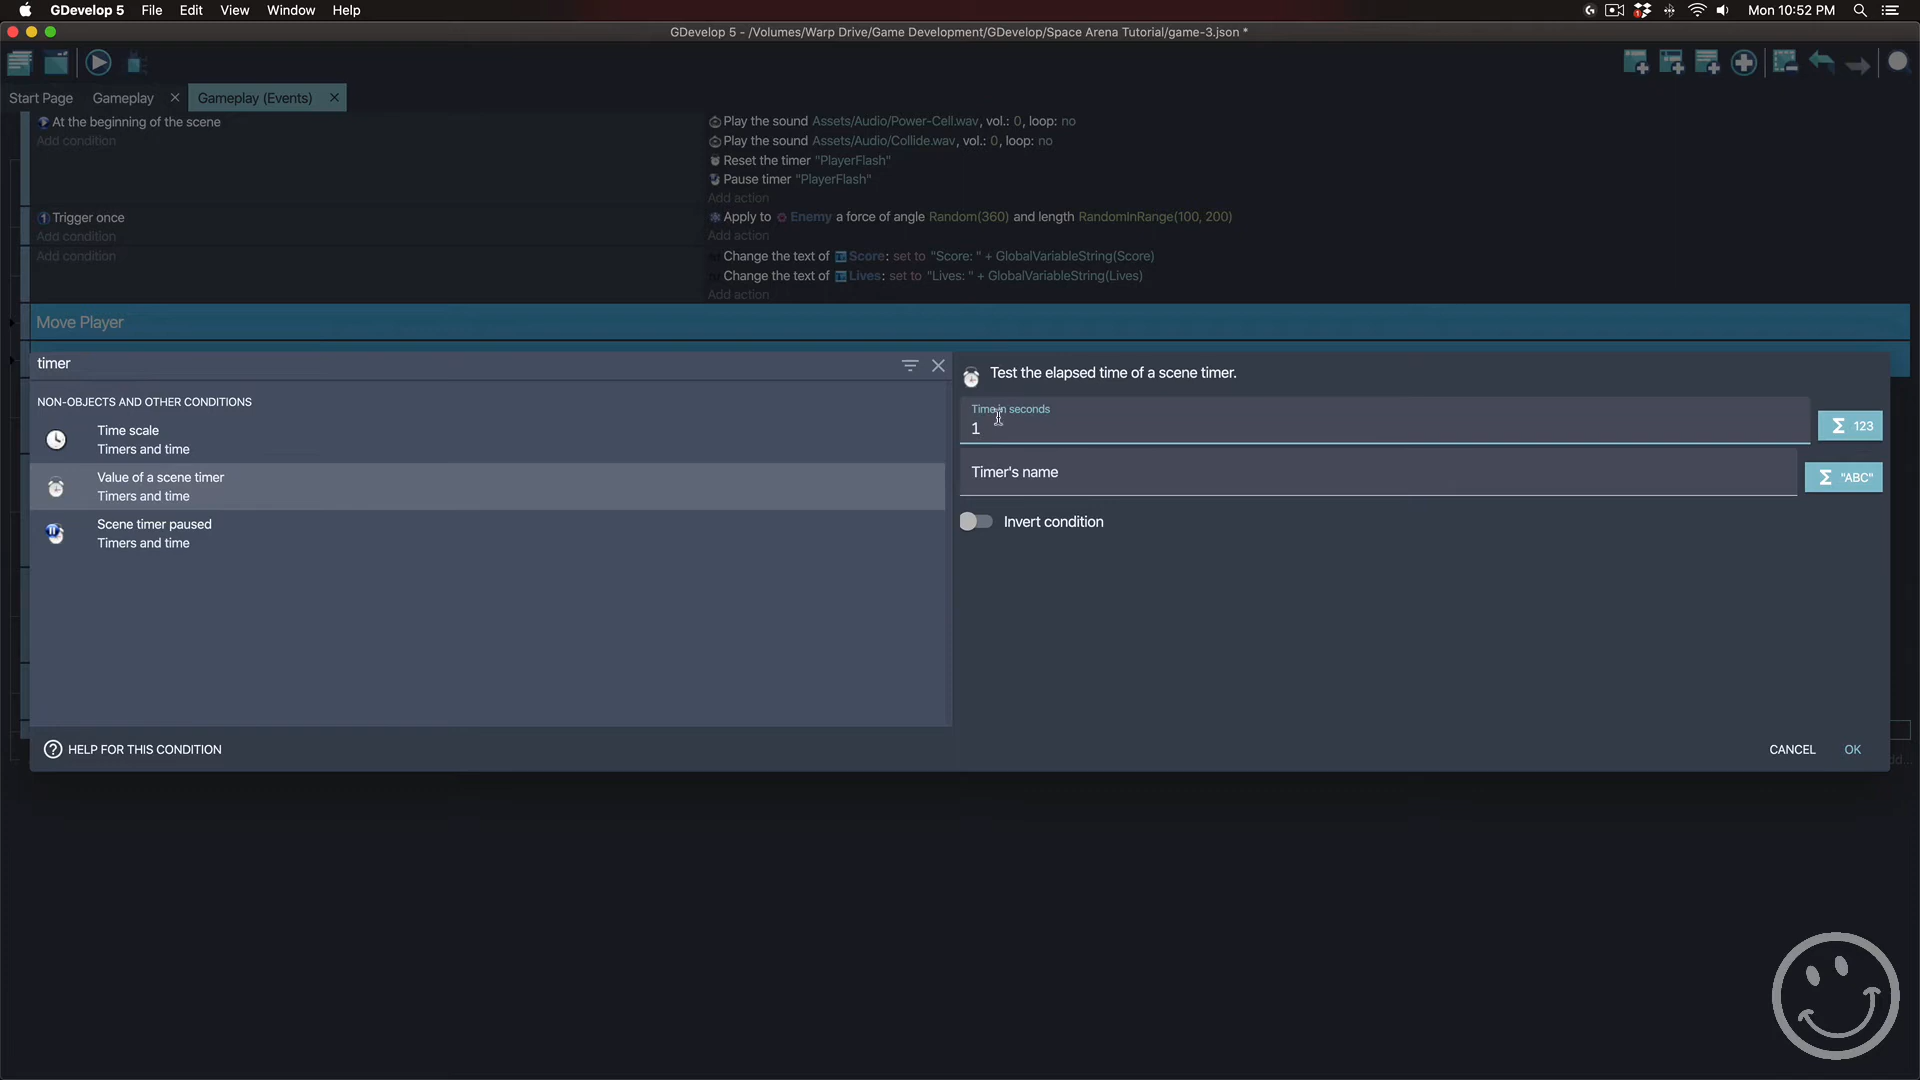 GDevelop 5 File Edit View Window Help
Mon 10:52 PM
GDevelop 5 - /Volumes/Warp Drive/Game Development/GDevelop/Space Arena Tutorial/game-3.json *
Start Page Gameplay Gameplay (Events)
At the beginning of the scene
Add condition
Play the sound Assets/Audio/Power-Cell.wav, vol.: 0, loop: no
Play the sound Assets/Audio/Collide.wav, vol.: 0, loop: no
Reset the timer "PlayerFlash"
Pause timer "PlayerFlash"
Add action
Trigger once
Add condition
Apply to Enemy a force of angle Random(360) and length RandomInRange(100, 200)
Add action
Add condition
Change the text of Score: set to "Score: " + GlobalVariableString(Score)
Change the text of Lives: set to "Lives: " + GlobalVariableString(Lives)
Add action
Move Player
timer
NON-OBJECTS AND OTHER CONDITIONS
Time scale
Timers and time
Value of a scene timer
Timers and time
Scene timer paused
Timers and time
HELP FOR THIS CONDITION
Test the elapsed time of a scene timer.
Time in seconds
1
Σ 123
Timer's name
Σ "ABC"
Invert condition
CANCEL OK